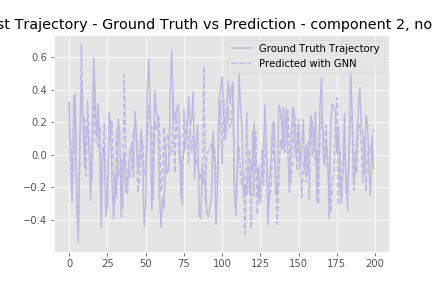 st Trajectory - Ground Truth vs Prediction - component 2, no
Ground Truth Trajectory
Predicted with GNN
0.6
0.4
0.2
0.0
−0.2
−0.4
0 25 50 75 100 125 150 175 200